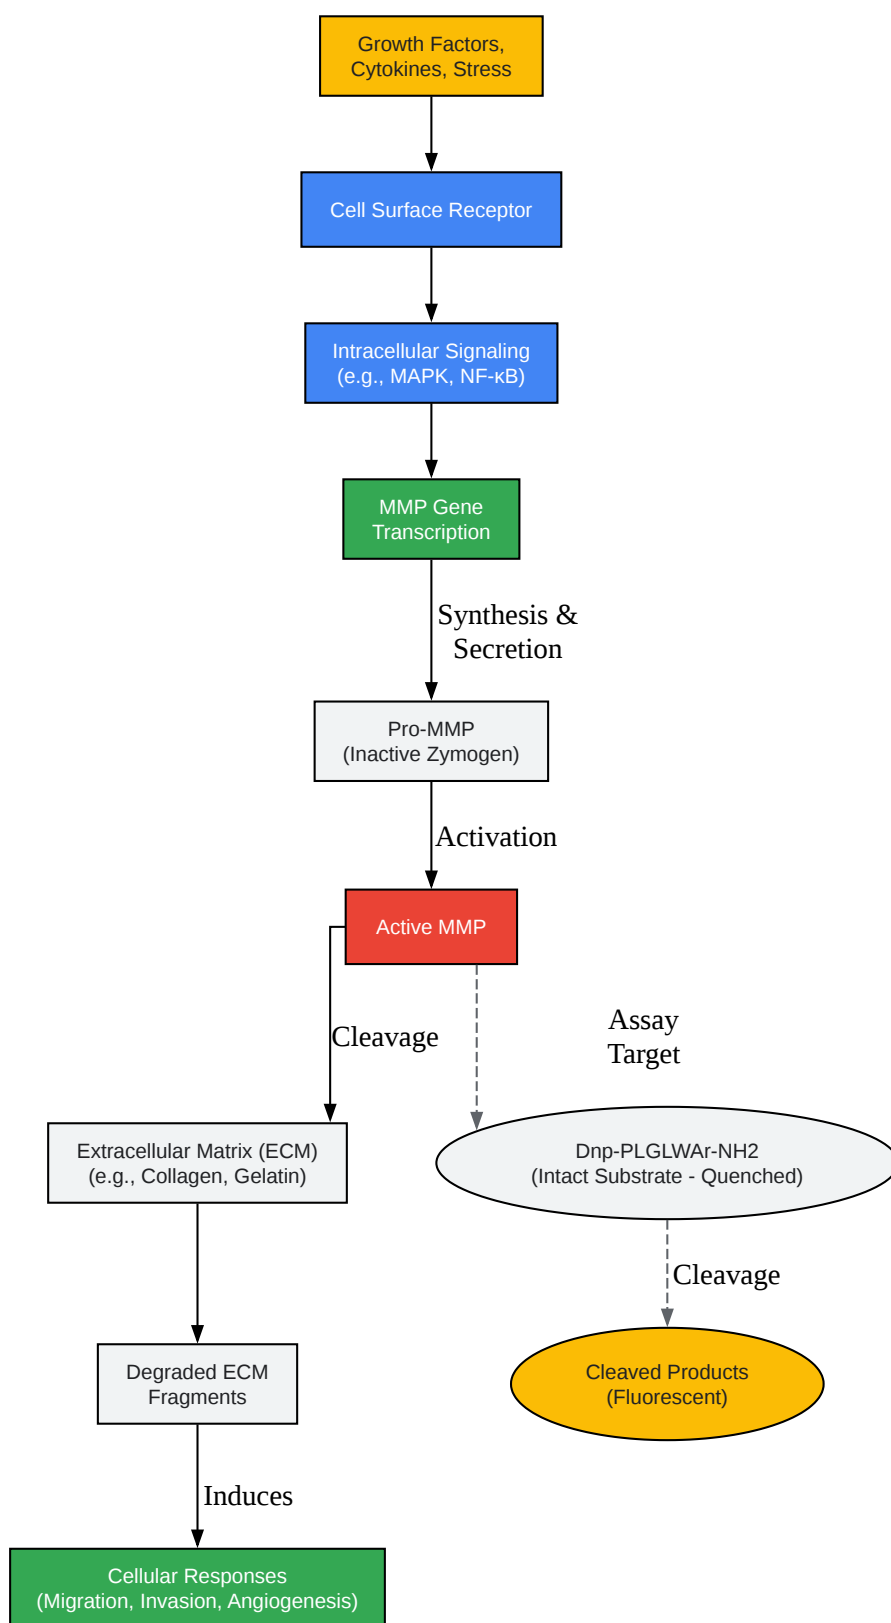 Growth Factors,
Cytokines, Stress
Cell Surface Receptor
Intracellular Signaling
(e.g., MAPK, NF-κB)
MMP Gene
Transcription
Synthesis &
Secretion
Pro-MMP
(Inactive Zymogen)
Activation
Active MMP
Cleavage
Assay
Target
Extracellular Matrix (ECM)
(e.g., Collagen, Gelatin)
Dnp-PLGLWAr-NH2
(Intact Substrate - Quenched)
Cleavage
Degraded ECM
Fragments
Cleaved Products
(Fluorescent)
Induces
Cellular Responses
(Migration, Invasion, Angiogenesis)